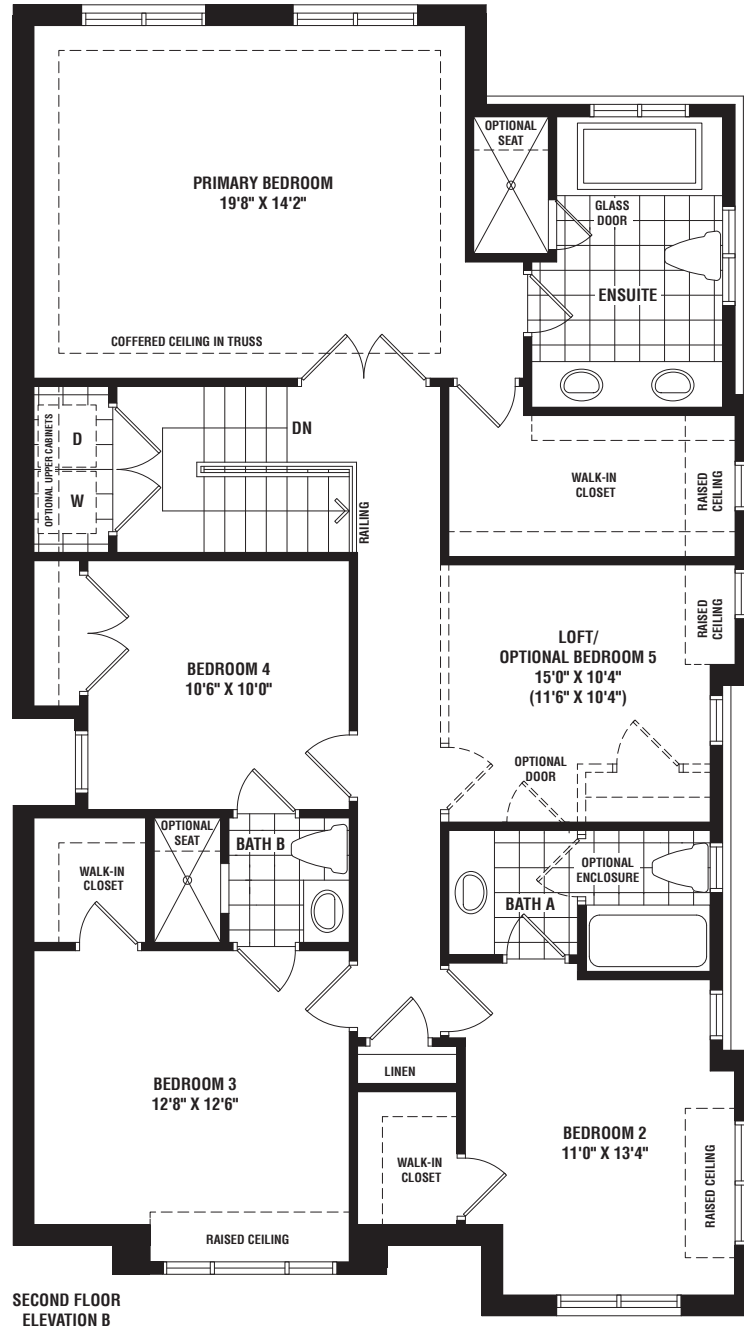 PRIMARY BEDROOM
19'8" X 14'2"
COFFERED CEILING IN TRUSS
OPTIONAL
SEAT
GLASS
DOOR
ENSUITE
OPTIONAL UPPER CABINETS
D
W
DN
RAILING
WALK-IN
CLOSET
RAISED
CEILING
RAISED
CEILING
LOFT/
OPTIONAL BEDROOM 5
15'0" X 10'4"
(11'6" X 10'4")
BEDROOM 4
10'6" X 10'0"
OPTIONAL
DOOR
OPTIONAL
SEAT
BATH B
WALK-IN
CLOSET
OPTIONAL
ENCLOSURE
BATH A
LINEN
BEDROOM 3
12'8" X 12'6"
RAISED CEILING
WALK-IN
CLOSET
BEDROOM 2
11'0" X 13'4"
RAISED CEILING
SECOND FLOOR
ELEVATION B